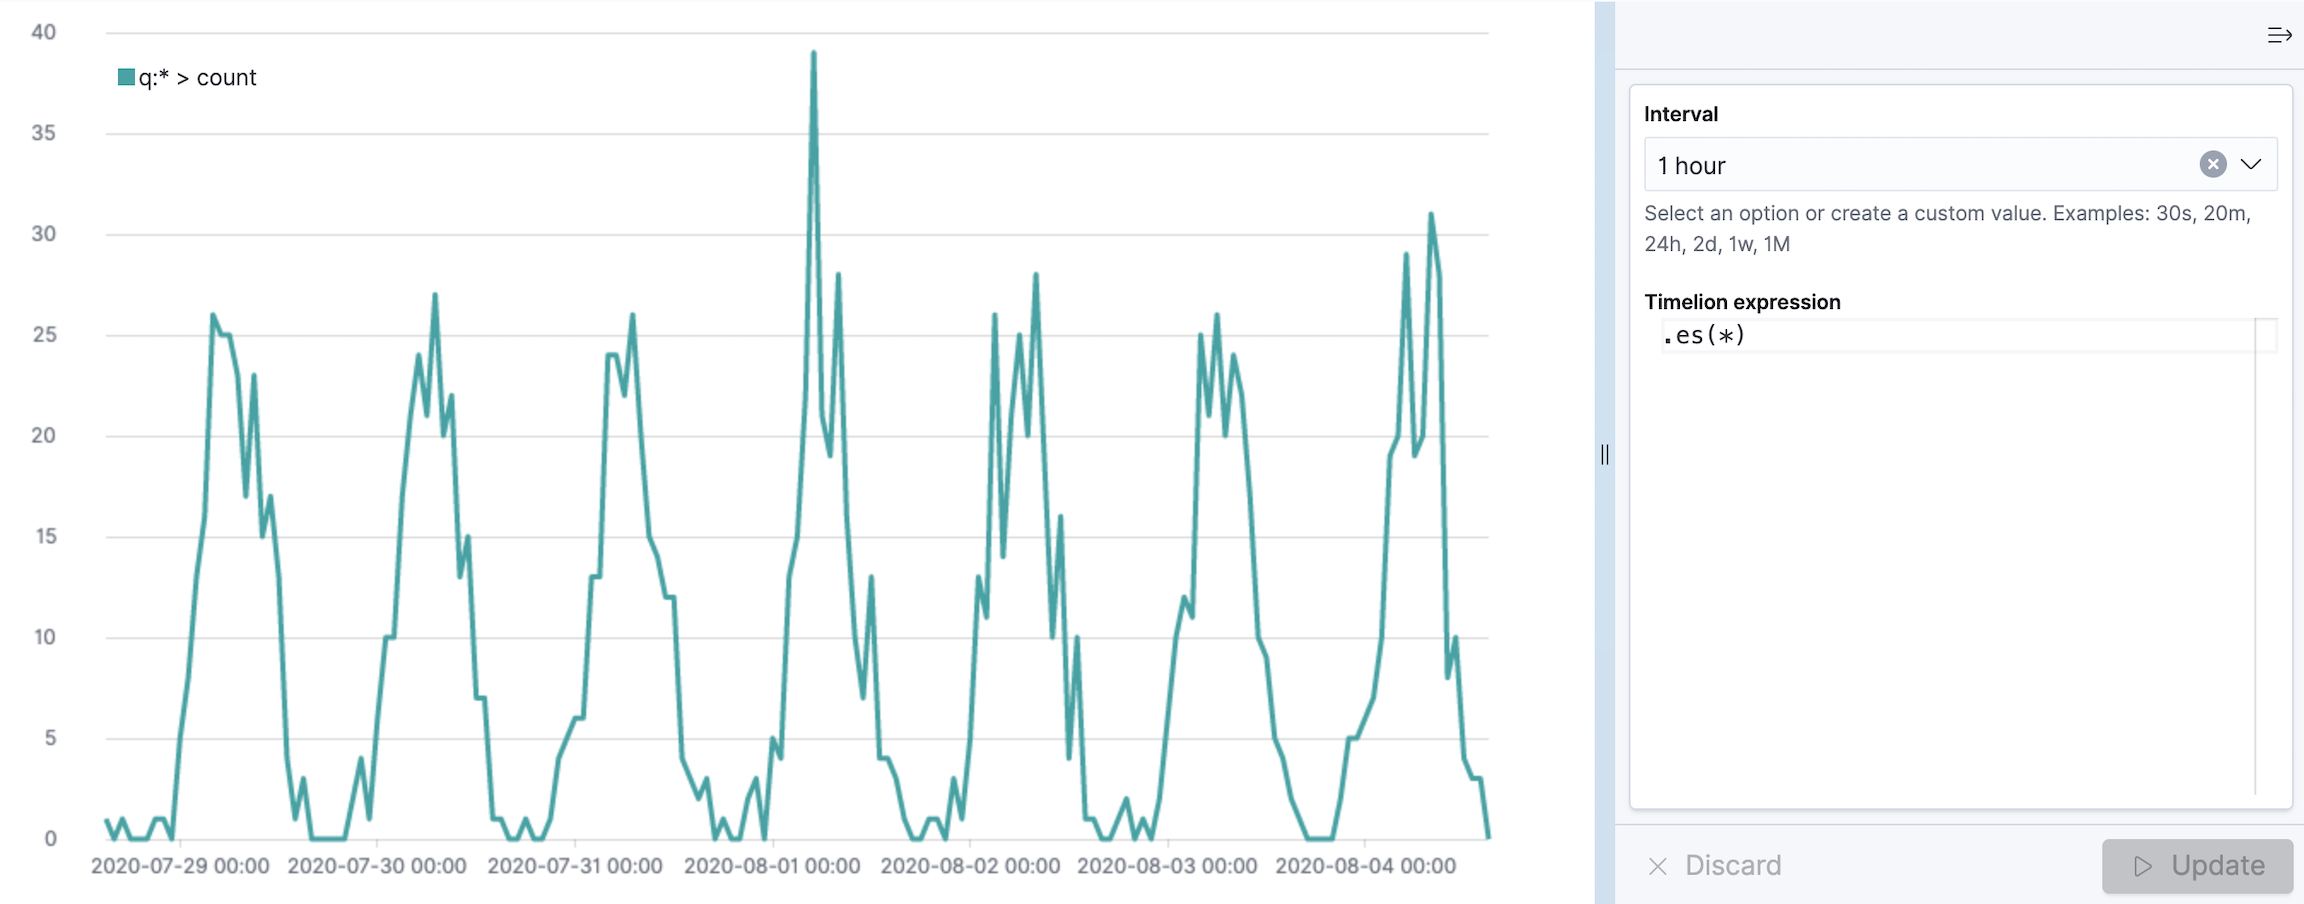 40
q:* > count
35
30
25
20
15
10
5
0
2020-07-29 00:00 2020-07-30 00:00 2020-07-31 00:00 2020-08-01 00:00 2020-08-02 00:00 2020-08-03 00:00 2020-08-04 00:00
Interval
1 hour
Select an option or create a custom value. Examples: 30s, 20m,
24h, 2d, 1w, 1M
Timelion expression
.es(*)
Discard
Update